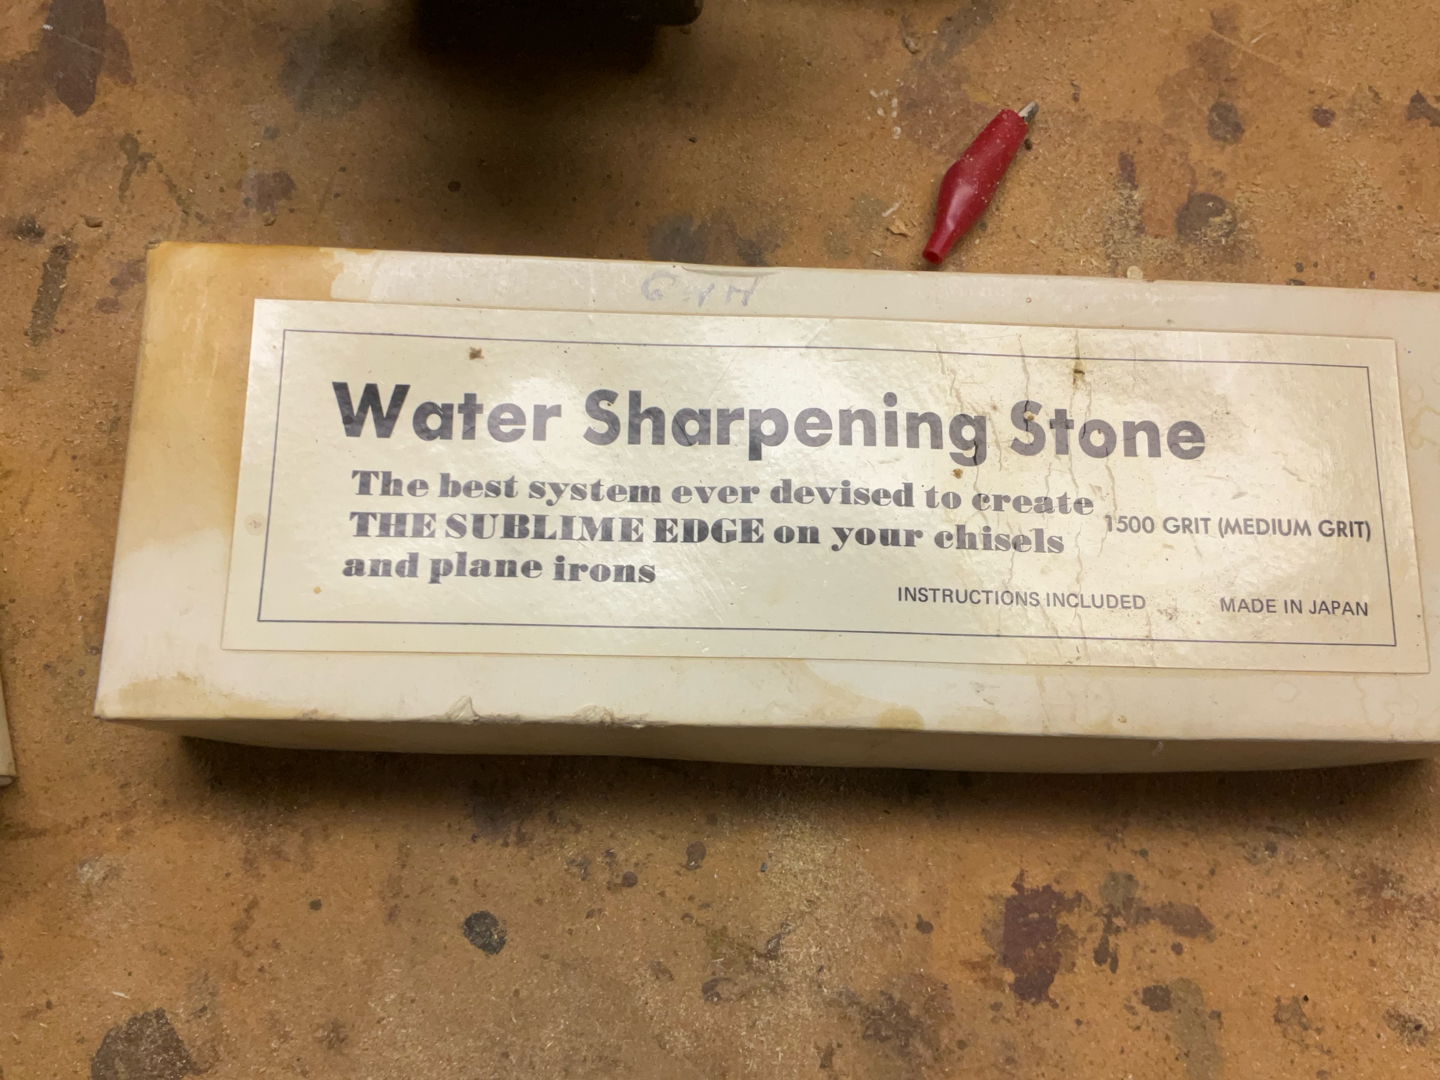 Water Sharpening Stone
The best system ever devised to create
THE SUBLIME EDGE on your chisels
and plane irons
1500 GRIT (MEDIUM GRIT)
INSTRUCTIONS INCLUDED
MADE IN JAPAN